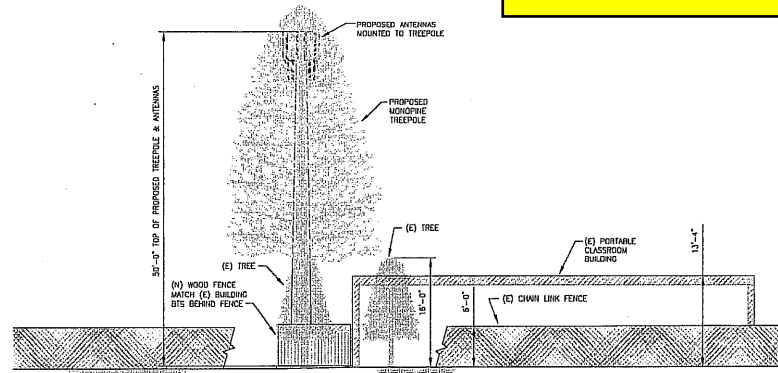 PROPOSED ANTENNAS
MOUNTED TO TREEPOLE
50'-0" TOP OF PROPOSED TREEPOLE & ANTENNAS
PROPOSED
MONOPINE
TREEPOLE
(E) TREE
(E) TREE
(N) WOOD FENCE
MATCH (E) BUILDING
BTS BEHIND FENCE
(E) PORTABLE
CLASSROOM
BUILDING
(E) CHAIN LINK FENCE
16'-0"
6'-0"
13'-4"